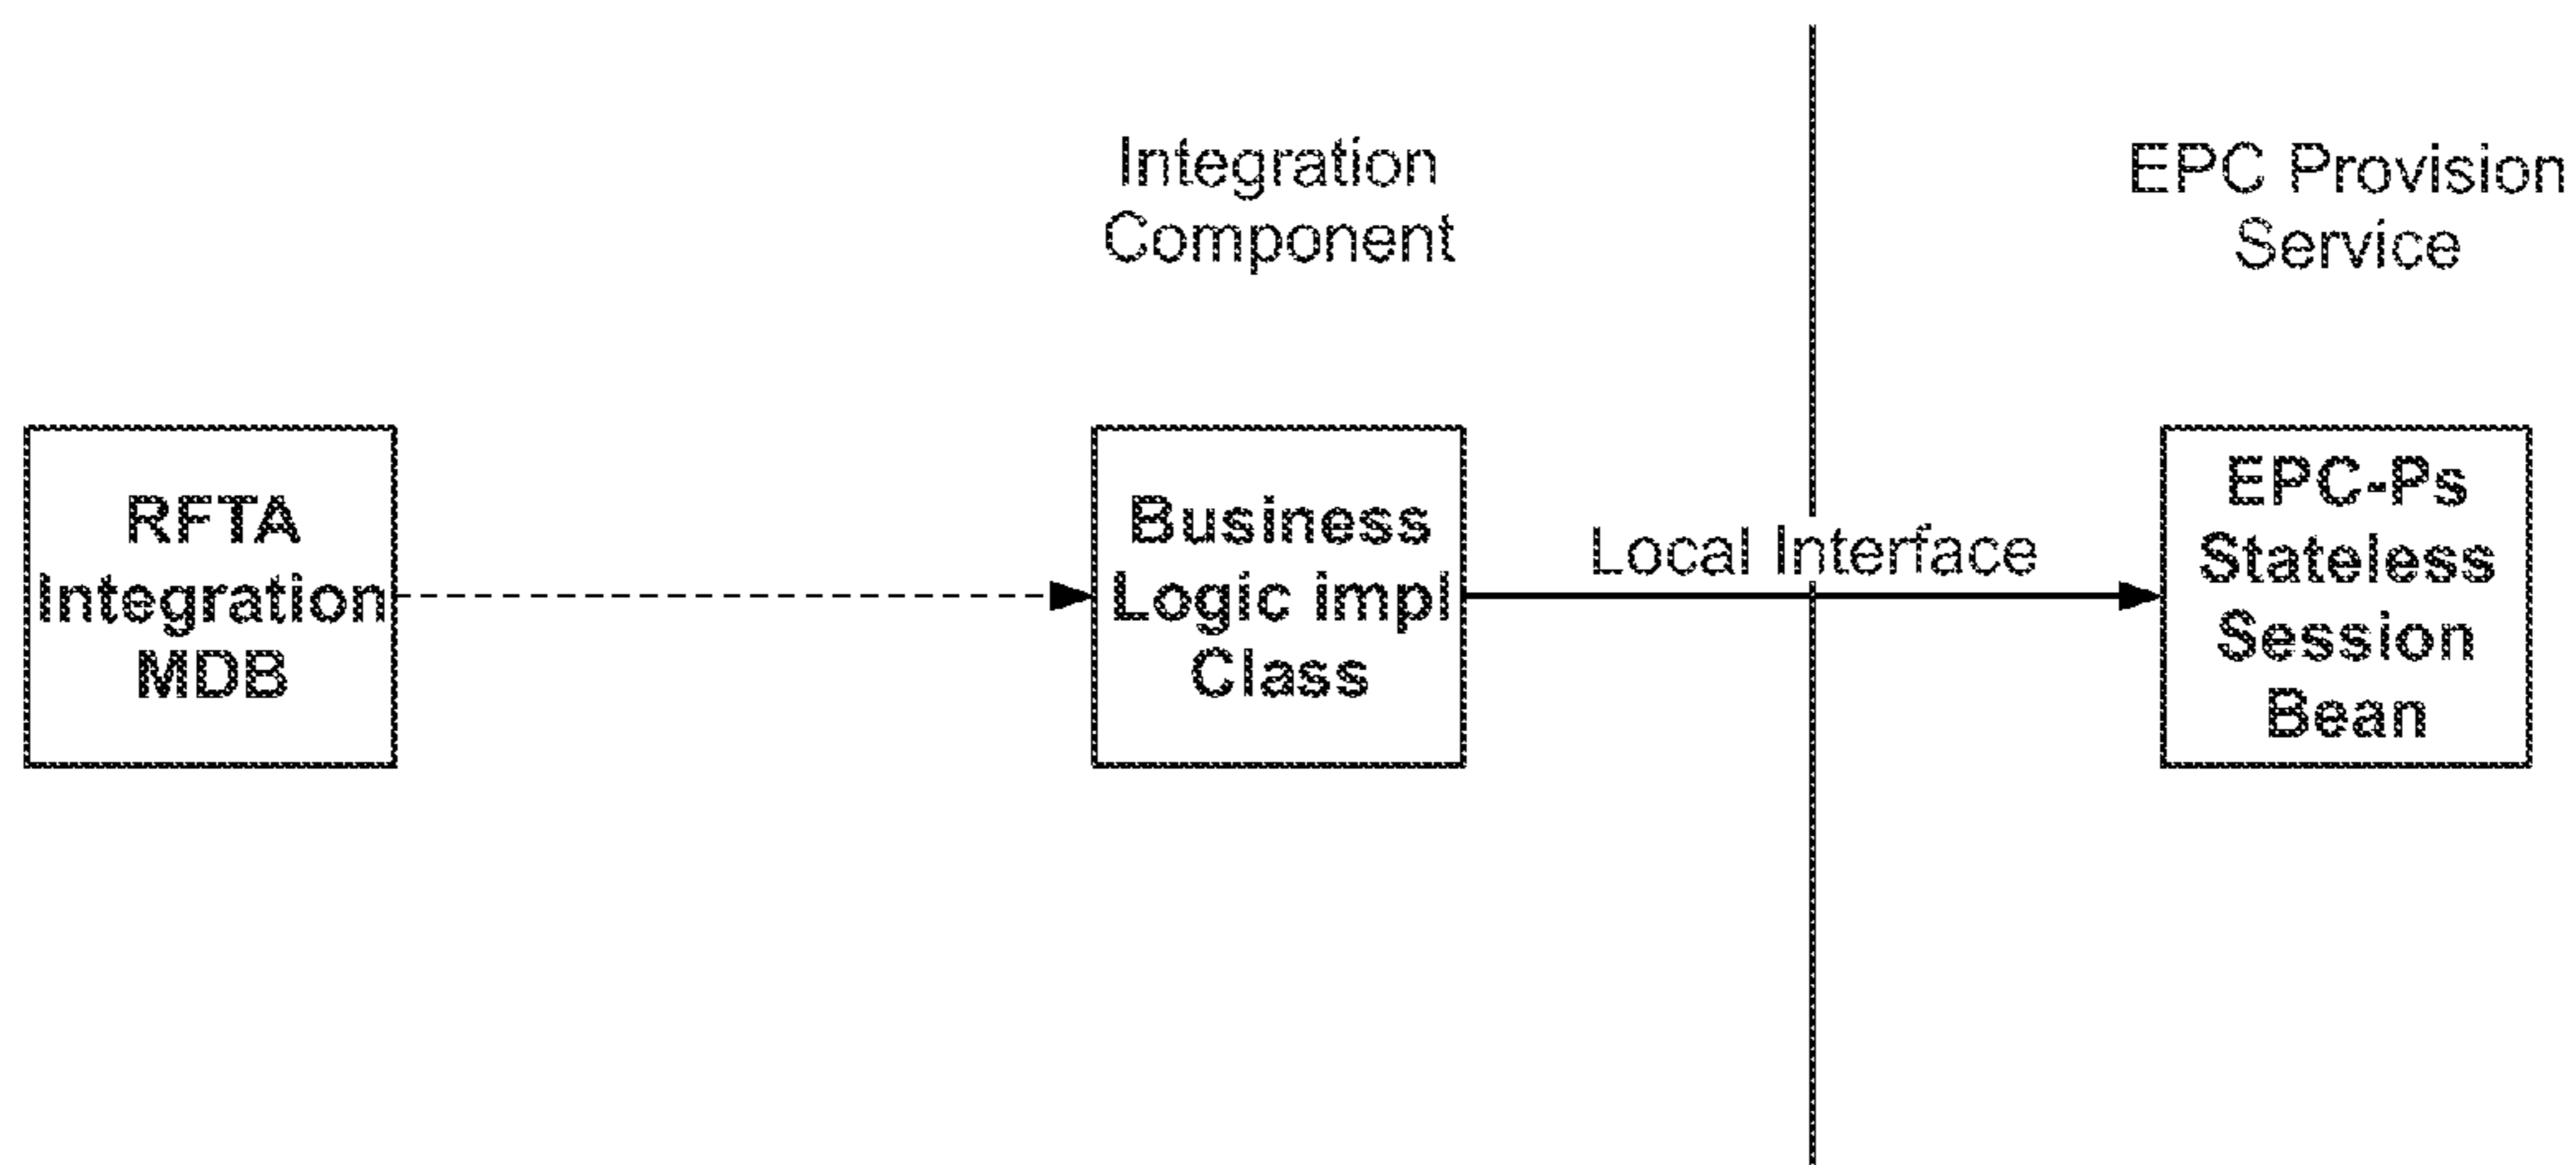 Integration
Component
EPC Provision
Service
RFTA
Integration
MDB
Business
Logic impl
Class
Local Interface
EPC-Ps
Stateless
Session
Bean